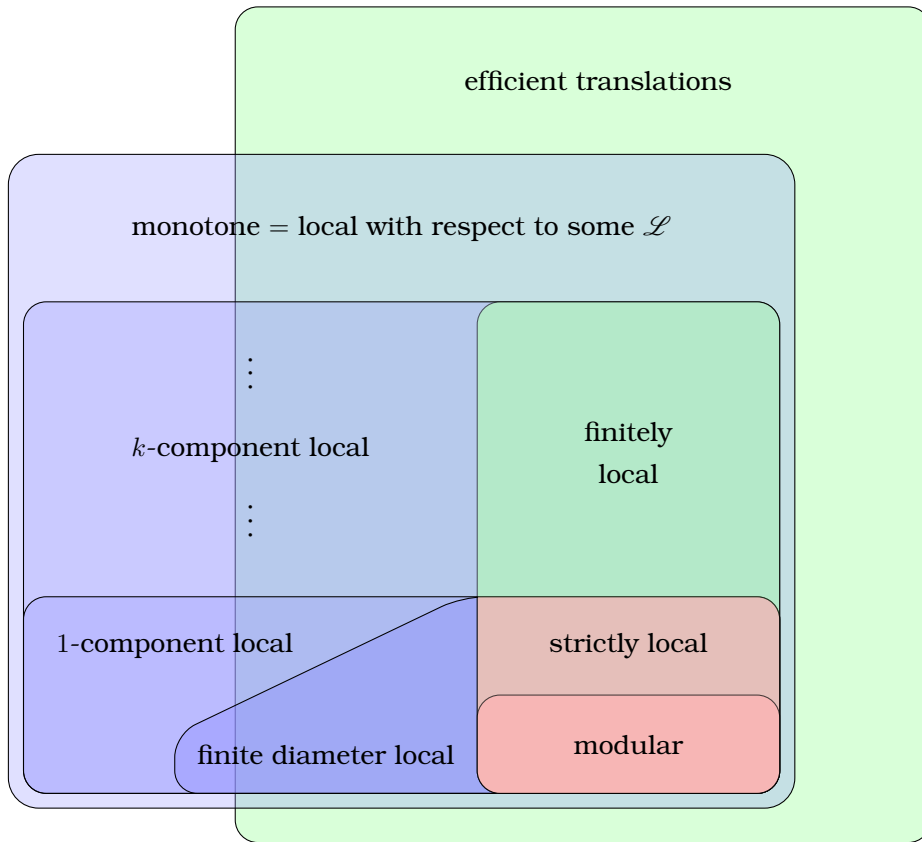 efficient translations
monotone = local with respect to some ℒ
⋮
k-component local
finitely
local
⋮
1-component local
strictly local
finite diameter local
modular